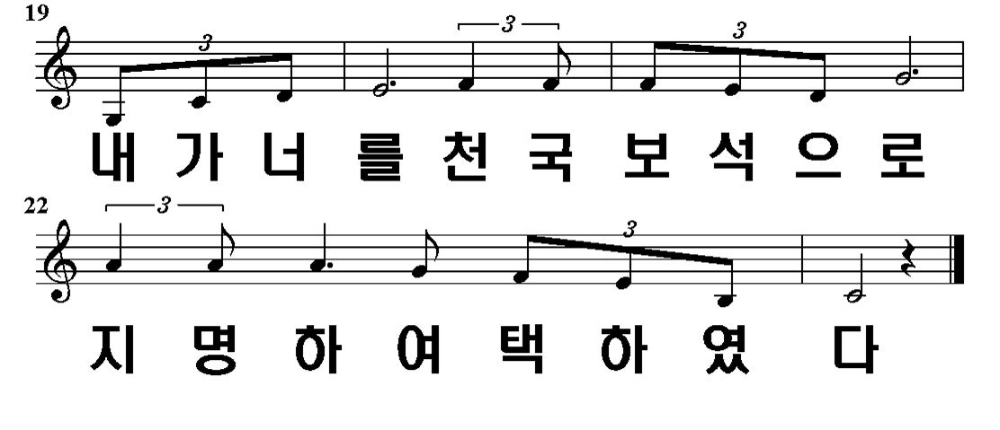 19
3 3 3
내 가 너 를 천 국 보 석 으 로
22
3 3
지 명 하 여 택 하 였 다